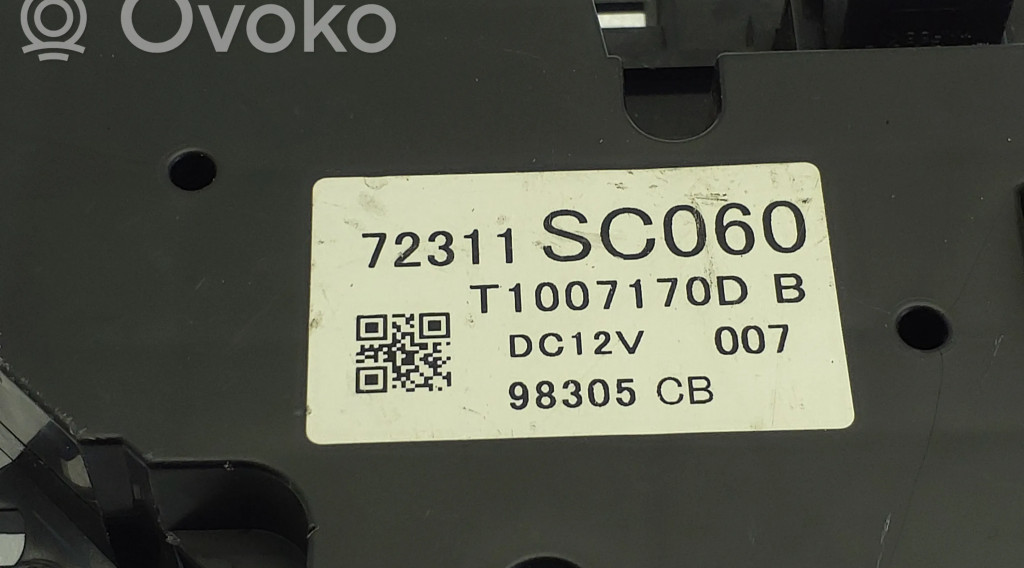 Ovoko
72311 SC060
T1007170D B
DC12V 007
98305 CB